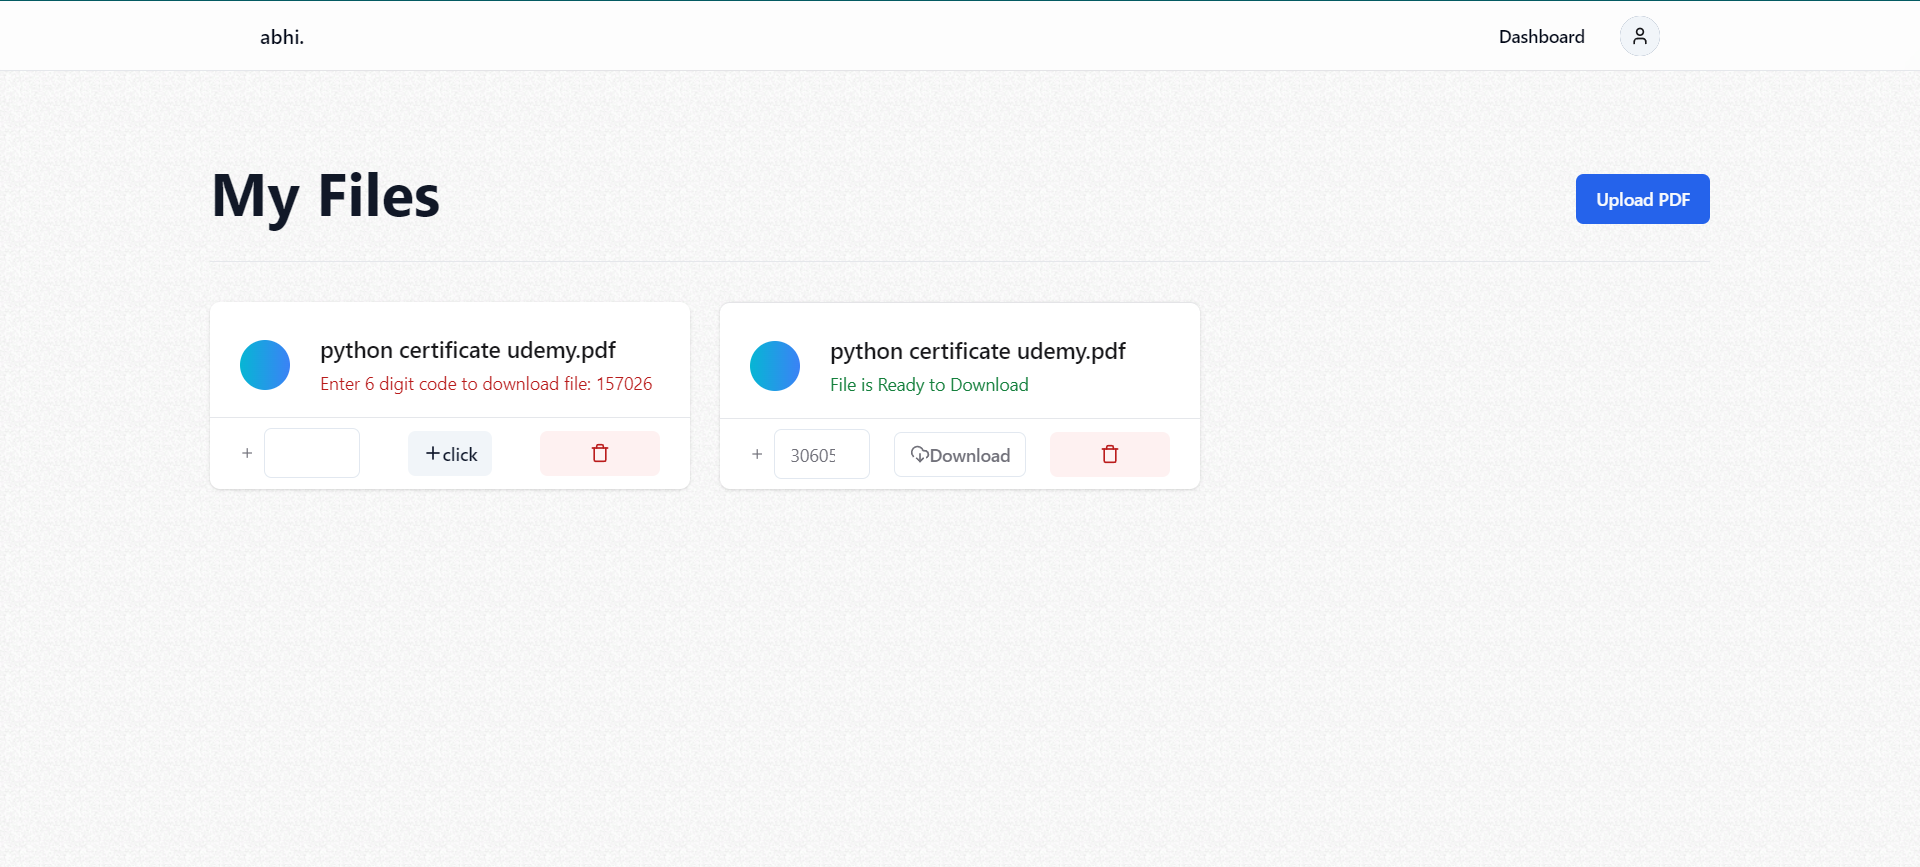 abhi.
Dashboard
My Files
Upload PDF
python certificate udemy.pdf
Enter 6 digit code to download file: 157026
+
+click
python certificate udemy.pdf
File is Ready to Download
+
30605
Download